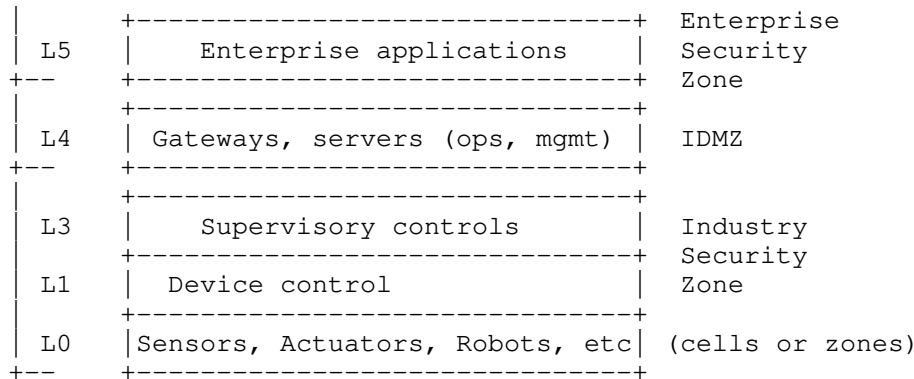 |       +-------------------------------+  Enterprise
|  L5   |    Enterprise applications    |  Security
+--     +-------------------------------+  Zone
|       +-------------------------------+
|  L4   | Gateways, servers (ops, mgmt) |  IDMZ
+--     +-------------------------------+
|       +-------------------------------+
|  L3   |    Supervisory controls       |  Industry
|       +-------------------------------+  Security
|  L1   |  Device control               |  Zone
|       +-------------------------------+
|  L0   |Sensors, Actuators, Robots, etc|  (cells or zones)
+--     +-------------------------------+